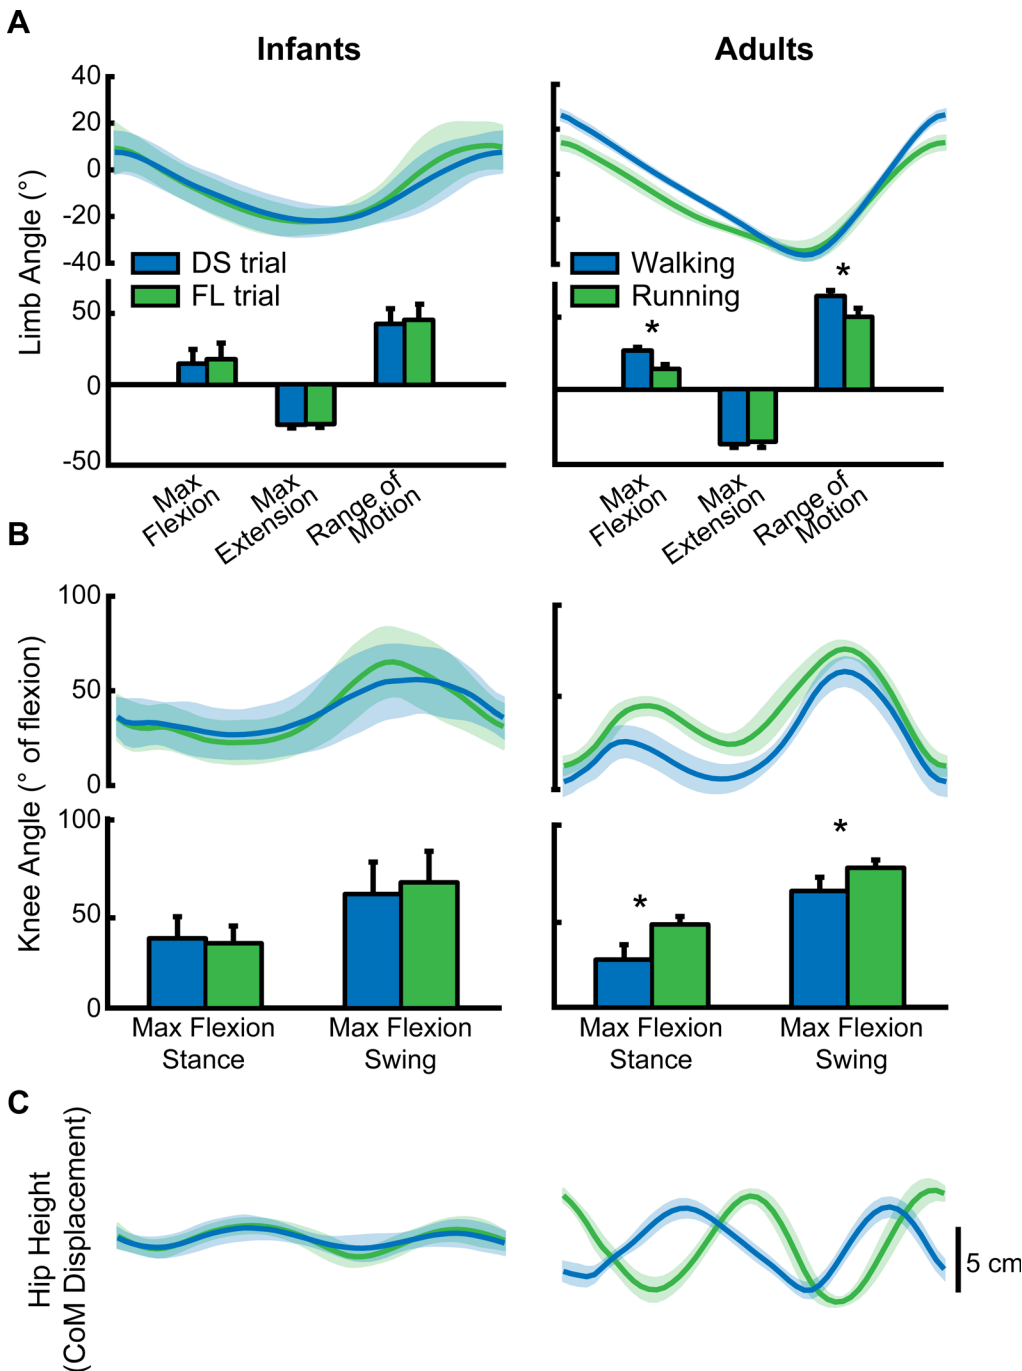 A
Infants
Adults
Limb Angle (°)
40
20
0
-20
-40
DS trial
FL trial
Walking
Running
50
0
-50
*
*
Max
Flexion
Max
Extension
Range of
Motion
Max
Flexion
Max
Extension
Range of
Motion
B
Knee Angle (° of flexion)
100
50
0
100
50
0
*
*
Max Flexion
Stance
Max Flexion
Swing
Max Flexion
Stance
Max Flexion
Swing
C
Hip Height
(CoM Displacement)
5 cm